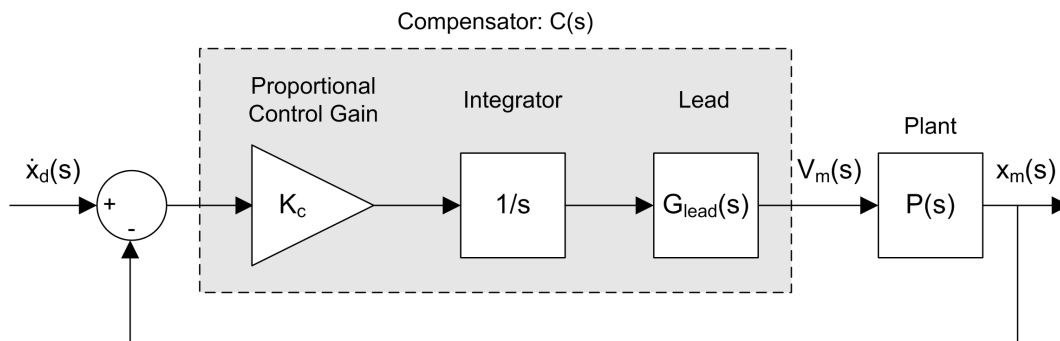 Compensator: C(s)
Proportional
Control Gain
Integrator
Lead
Plant
ẋd(s)
+
-
Kc
1/s
Glead(s)
Vm(s)
P(s)
xm(s)